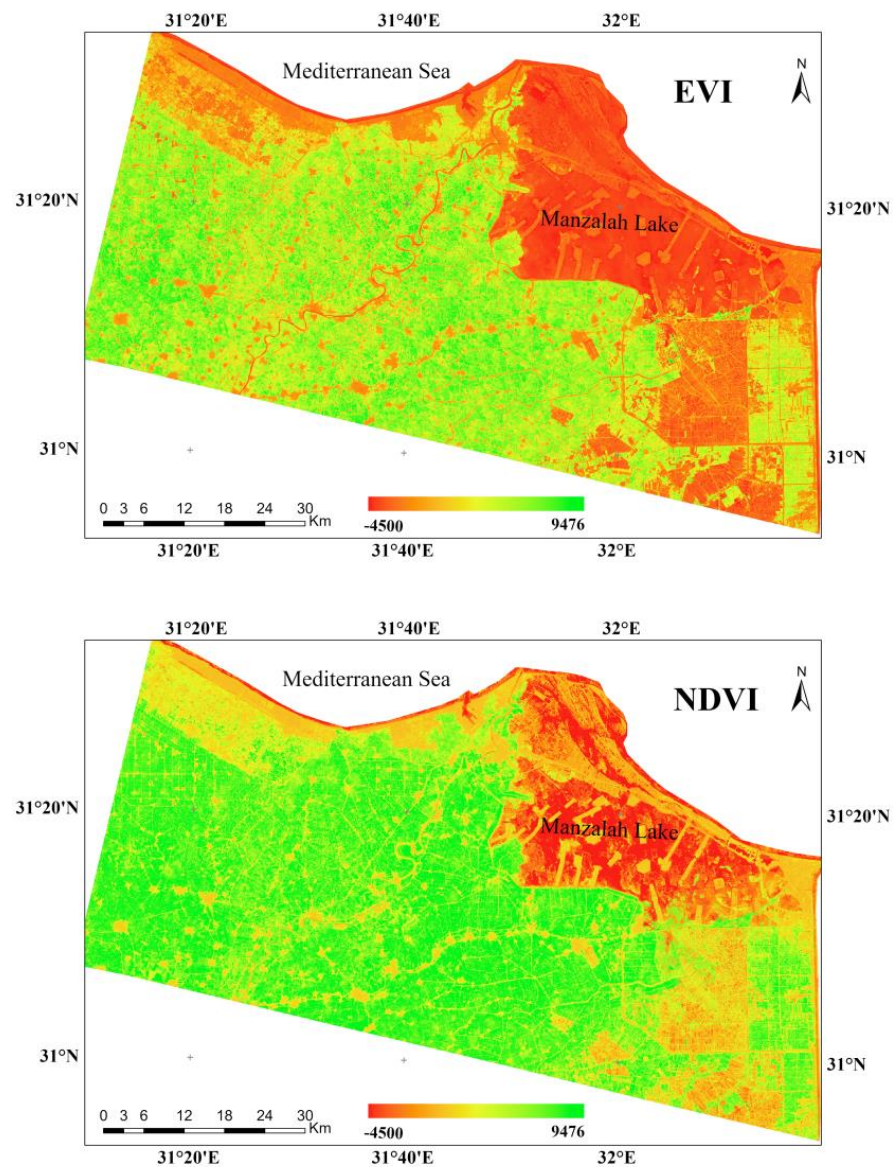 31°20'E 31°40'E 32°E
Mediterranean Sea
EVI
N
31°20'N
31°20'N
Manzalah Lake
31°N
31°N
0 3 6 12 18 24 30
Km
-4500 9476
31°20'E 31°40'E 32°E
31°20'E 31°40'E 32°E
Mediterranean Sea
NDVI
N
31°20'N
31°20'N
Manzalah Lake
31°N
31°N
0 3 6 12 18 24 30
Km
-4500 9476
31°20'E 31°40'E 32°E